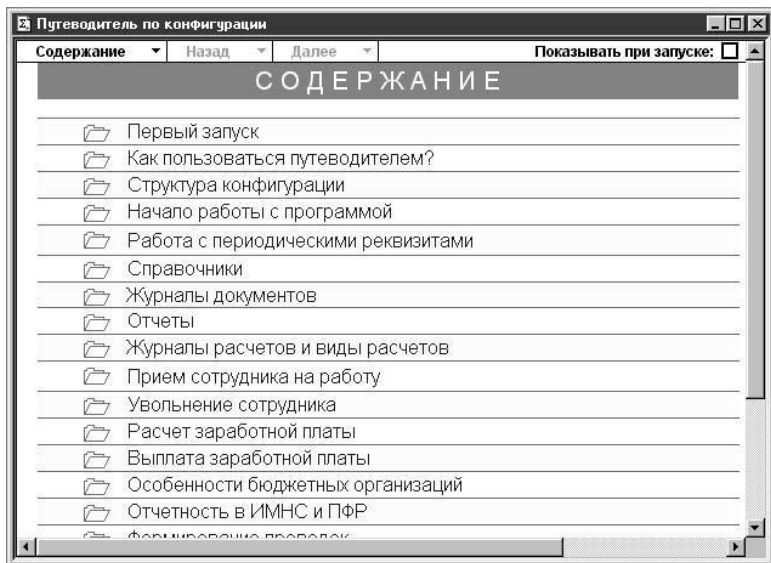 Путеводитель по конфигурации
Содержание Назад Далее Показывать при запуске:
СОДЕРЖАНИЕ
Первый запуск
Как пользоваться путеводителем?
Структура конфигурации
Начало работы с программой
Работа с периодическими реквизитами
Справочники
Журналы документов
Отчеты
Журналы расчетов и виды расчетов
Прием сотрудника на работу
Увольнение сотрудника
Расчет заработной платы
Выплата заработной платы
Особенности бюджетных организаций
Отчетность в ИМНС и ПФР
Формирование проводок